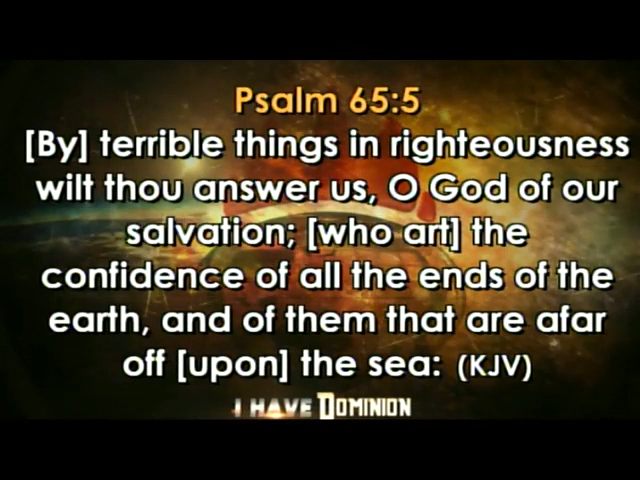 Psalm 65:5
[By] terrible things in righteousness
wilt thou answer us, O God of our
salvation; [who art] the
confidence of all the ends of the
earth, and of them that are afar
off [upon] the sea: (KJV)
I HAVE DOMINION